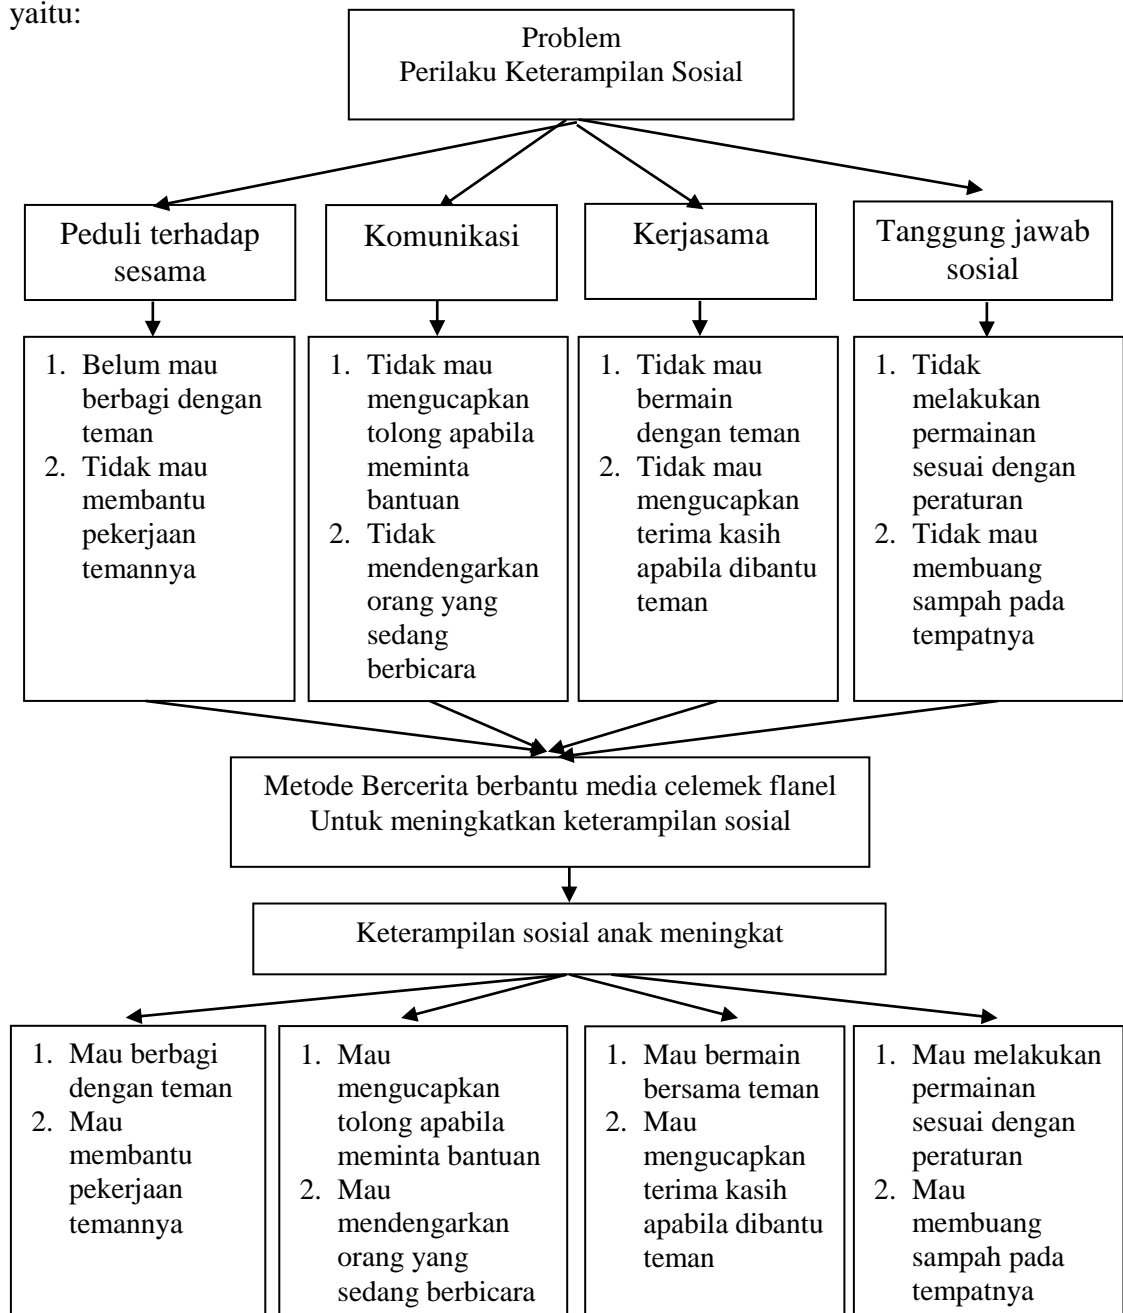 yaitu:
Problem
Perilaku Keterampilan Sosial
Peduli terhadap
sesama
Komunikasi
Kerjasama
Tanggung jawab
sosial
1. Belum mau
berbagi dengan
teman
2. Tidak mau
membantu
pekerjaan
temannya
1. Tidak mau
mengucapkan
tolong apabila
meminta
bantuan
2. Tidak
mendengarkan
orang yang
sedang
berbicara
1. Tidak mau
bermain
dengan teman
2. Tidak mau
mengucapkan
terima kasih
apabila dibantu
teman
1. Tidak
melakukan
permainan
sesuai dengan
peraturan
2. Tidak mau
membuang
sampah pada
tempatnya
Metode Bercerita berbantu media celemek flanel
Untuk meningkatkan keterampilan sosial
Keterampilan sosial anak meningkat
1. Mau berbagi
dengan teman
2. Mau
membantu
pekerjaan
temannya
1. Mau
mengucapkan
tolong apabila
meminta bantuan
2. Mau
mendengarkan
orang yang
sedang berbicara
1. Mau bermain
bersama teman
2. Mau
mengucapkan
terima kasih
apabila dibantu
teman
1. Mau melakukan
permainan
sesuai dengan
peraturan
2. Mau
membuang
sampah pada
tempatnya